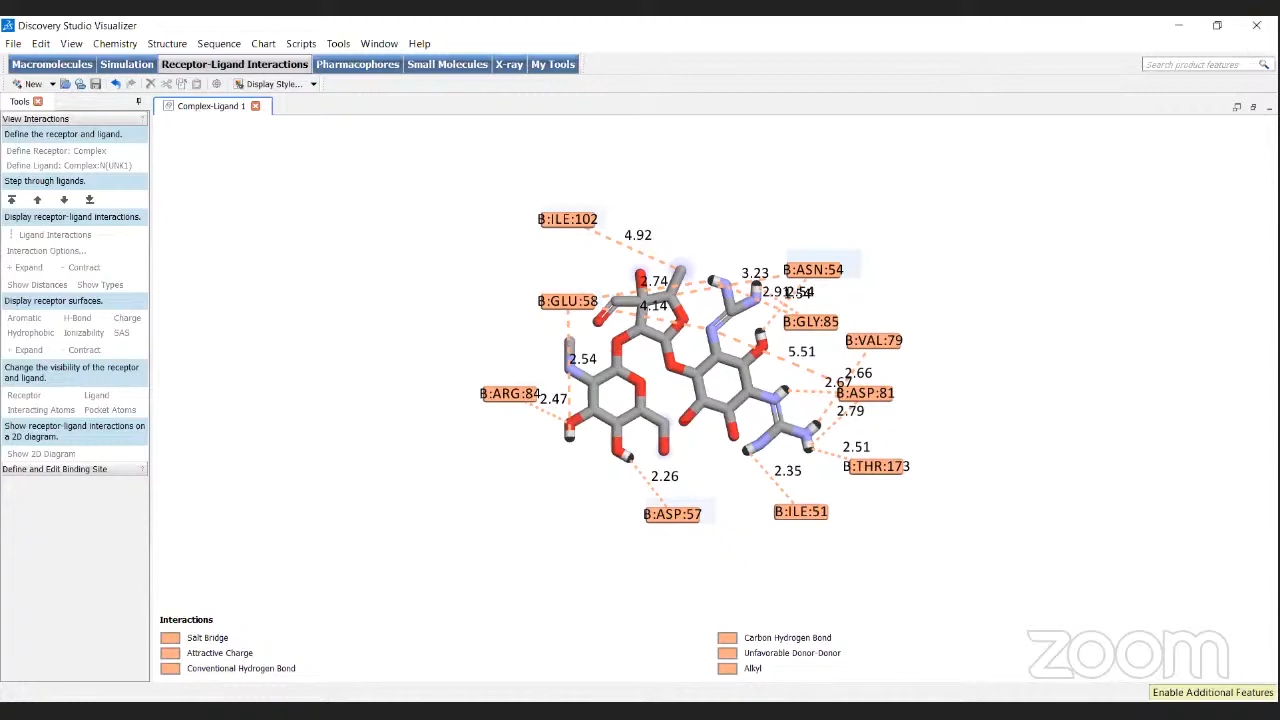 Discovery Studio Visualizer
File Edit View Chemistry Structure Sequence Chart Scripts Tools Window Help
Macromolecules Simulation Receptor-Ligand Interactions Pharmacophores Small Molecules X-ray My Tools
Search product features
New Display Style...
Tools
Complex-Ligand 1
View Interactions
Define the receptor and ligand.
Define Receptor: Complex
Define Ligand: Complex:N(UNK1)
Step through ligands.
Display receptor-ligand interactions.
Ligand Interactions
Interaction Options...
+ Expand - Contract
Show Distances Show Types
Display receptor surfaces.
Aromatic H-Bond Charge
Hydrophobic Ionizability SAS
+ Expand - Contract
Change the visibility of the receptor
and ligand.
Receptor Ligand
Interacting Atoms Pocket Atoms
Show receptor-ligand interactions on
a 2D diagram.
Show 2D Diagram
Define and Edit Binding Site
B:ILE:102
4.92
B:ASN:54
3.23
2.74
2.91
2.54
B:GLU:58
4.14
B:GLY:85
B:VAL:79
5.51
2.54
2.66
2.67
B:ARG:84
2.47
B:ASP:81
2.79
2.51
B:THR:173
2.35
2.26
B:ILE:51
B:ASP:57
Interactions
Salt Bridge
Attractive Charge
Conventional Hydrogen Bond
Carbon Hydrogen Bond
Unfavorable Donor-Donor
Alkyl
zoom
Enable Additional Features